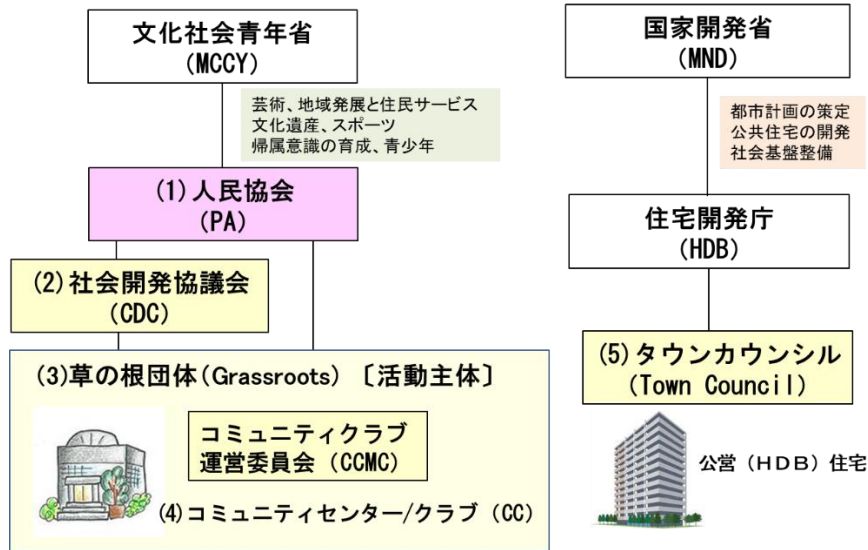 文化社会青年省
(MCCY)
芸術、地域発展と住民サービス
文化遺産、スポーツ
帰属意識の育成、青少年
(1)人民協会
(PA)
(2)社会開発協議会
(CDC)
(3)草の根団体(Grassroots)〔活動主体〕
コミュニティクラブ
運営委員会(CCMC)
(4)コミュニティセンター/クラブ(CC)
国家開発省
(MND)
都市計画の策定
公共住宅の開発
社会基盤整備
住宅開発庁
(HDB)
(5)タウンカウンシル
(Town Council)
公営(HDB)住宅